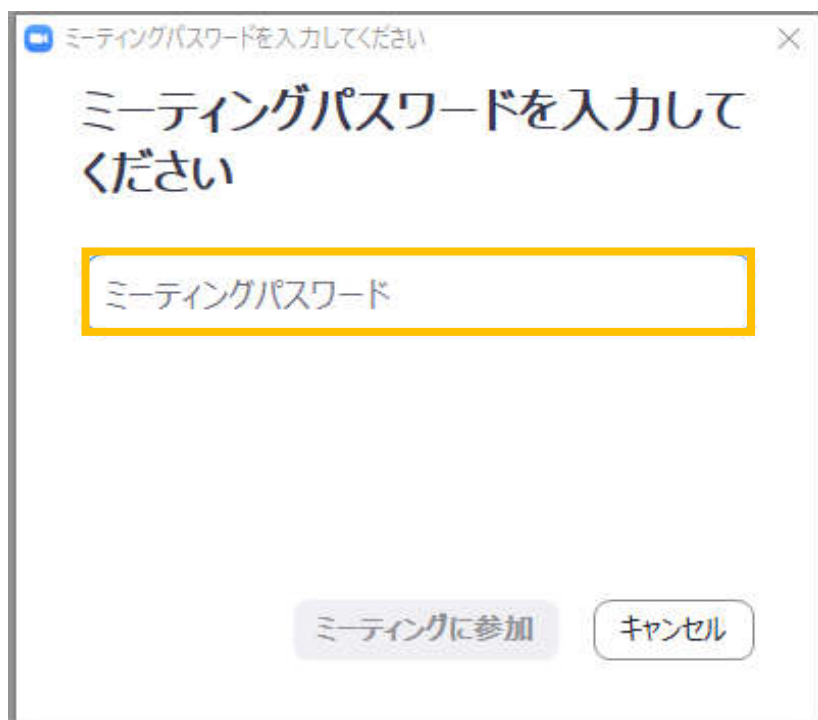 ミーティングパスワードを入力してください
ミーティングパスワードを入力して
ください
ミーティングパスワード
ミーティングに参加
キャンセル